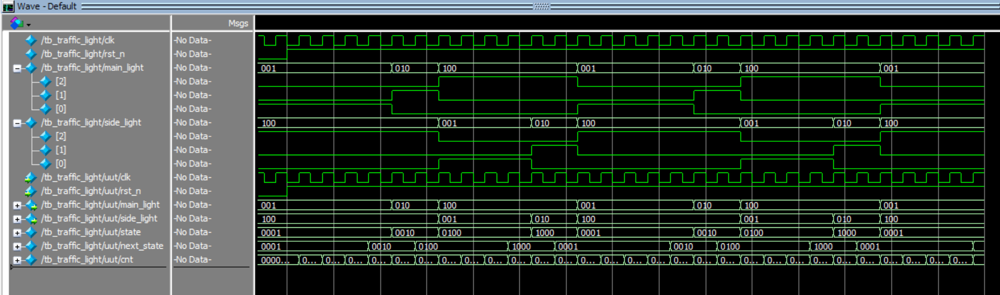 Wave - Default
Msgs
/tb_traffic_light/clk -No Data-
/tb_traffic_light/rst_n -No Data-
/tb_traffic_light/main_light -No Data- 001 010 100 001 010 100 001
[2] -No Data-
[1] -No Data-
[0] -No Data-
/tb_traffic_light/side_light -No Data- 100 001 010 100 001 010 100
[2] -No Data-
[1] -No Data-
[0] -No Data-
/tb_traffic_light/uut/clk -No Data-
/tb_traffic_light/uut/rst_n -No Data-
/tb_traffic_light/uut/main_light -No Data- 001 010 100 001 010 100 001
/tb_traffic_light/uut/side_light -No Data- 100 001 010 100 001 010 100
/tb_traffic_light/uut/state -No Data- 0001 0010 0100 1000 0001 0010 0100 1000 0001
/tb_traffic_light/uut/next_state -No Data- 0001 0010 0100 1000 0001 0010 0100 1000 0001
/tb_traffic_light/uut/cnt -No Data- 0000... 0... 0... 0... 0... 0... 0... 0... 0... 0... 0... 0... 0... 0... 0... 0... 0... 0... 0... 0... 0... 0... 0... 0... 0... 0... 0... 0... 0... 0...